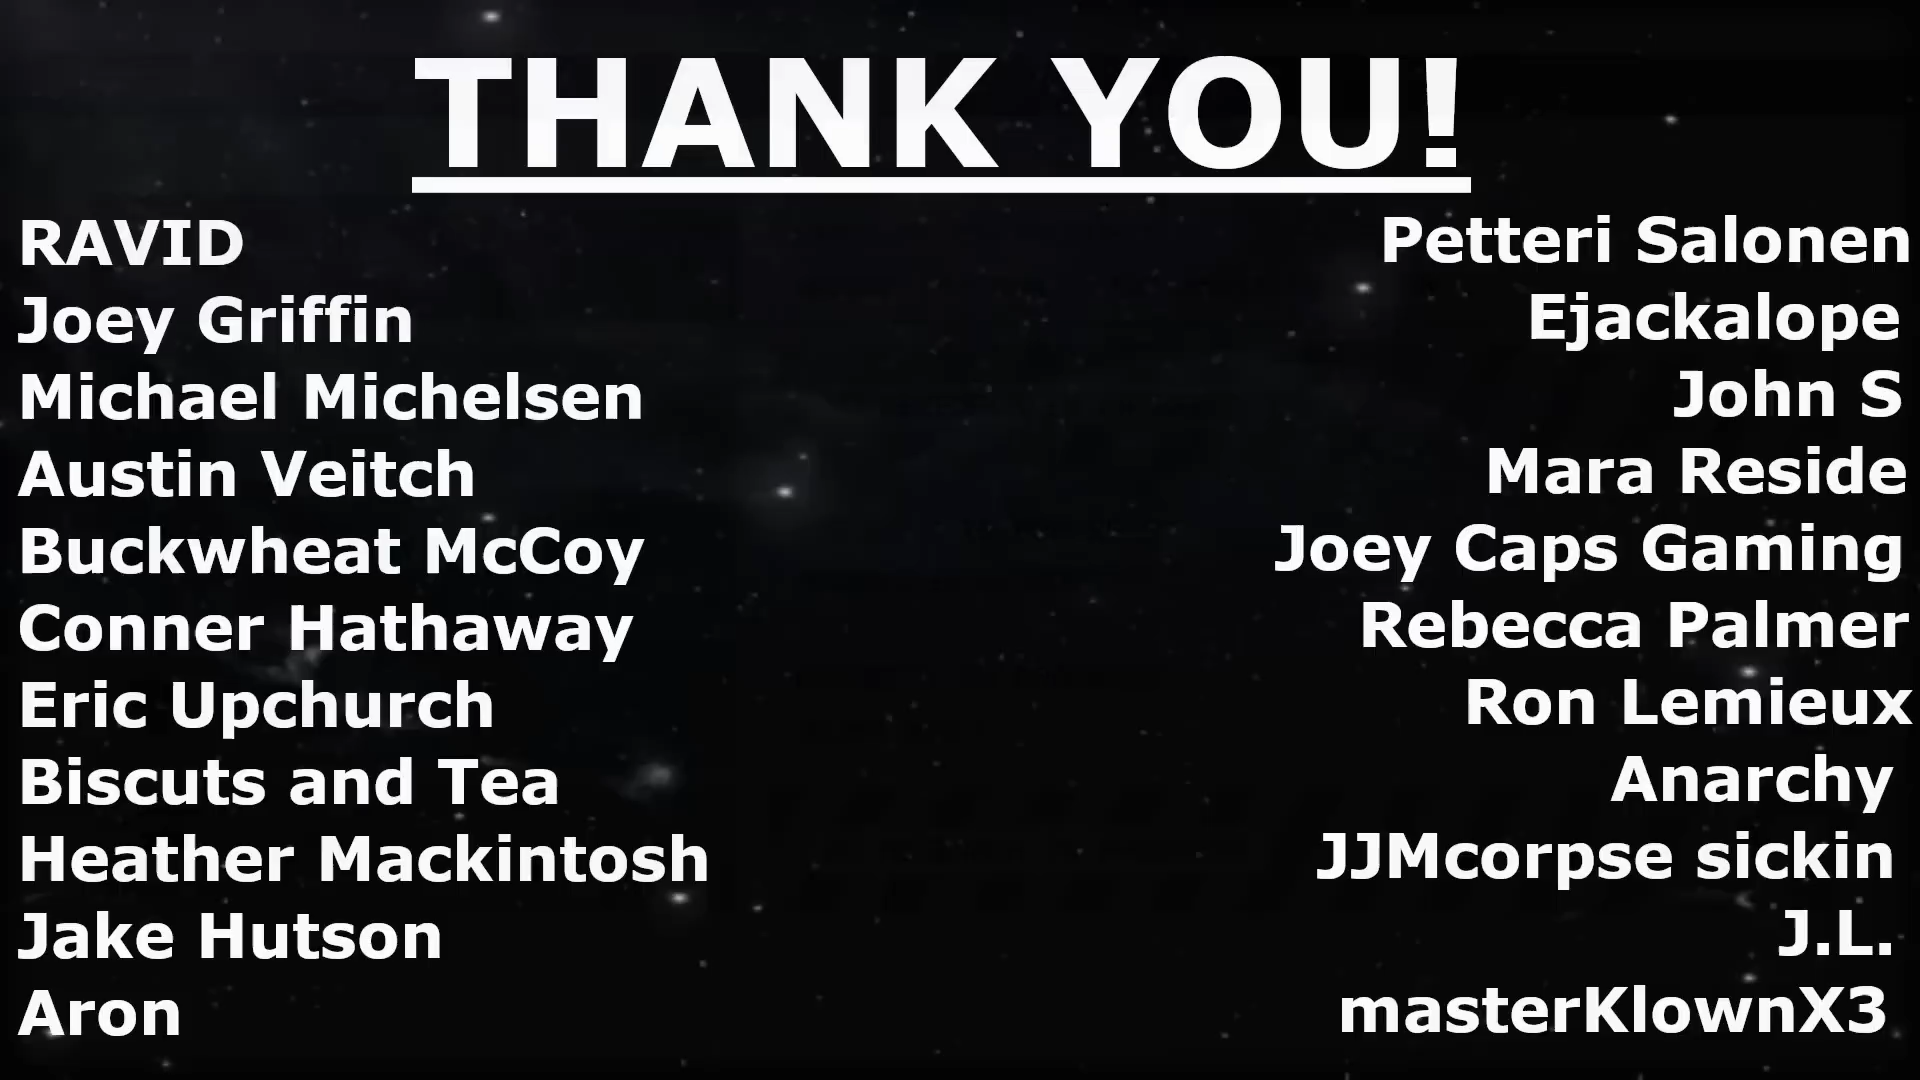 THANK YOU!
RAVID
Joey Griffin
Michael Michelsen
Austin Veitch
Buckwheat McCoy
Conner Hathaway
Eric Upchurch
Biscuts and Tea
Heather Mackintosh
Jake Hutson
Aron
Petteri Salonen
Ejackalope
John S
Mara Reside
Joey Caps Gaming
Rebecca Palmer
Ron Lemieux
Anarchy
JJMcorpse sickin
J.L.
masterKlownX3